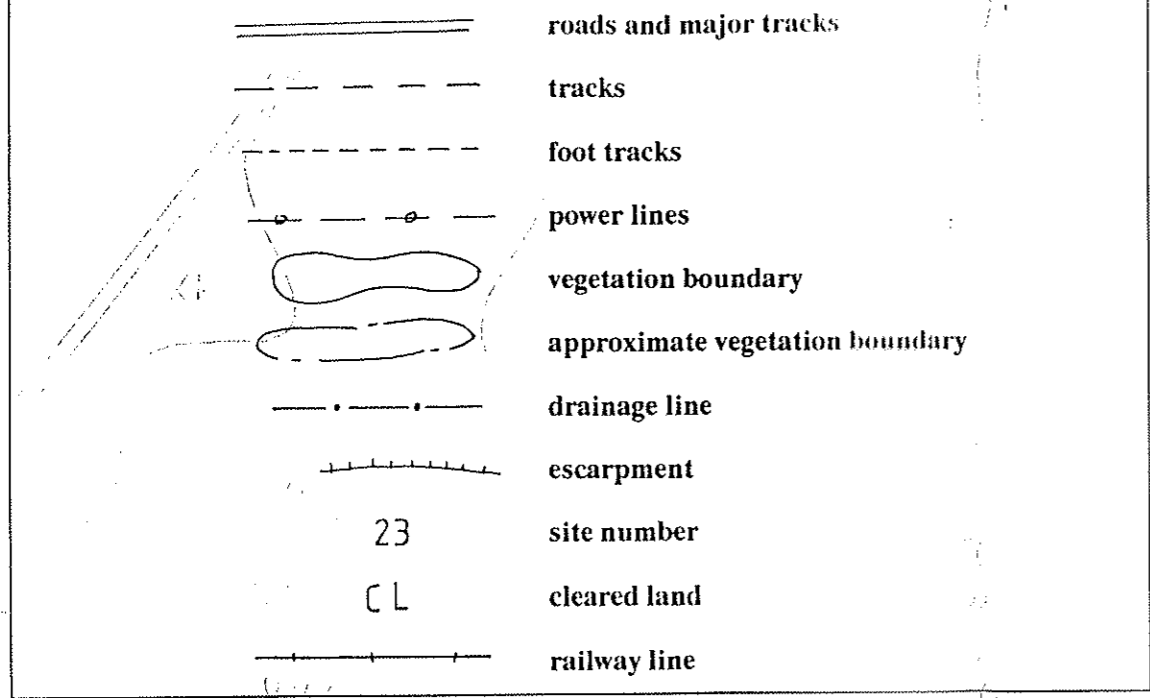 roads and major tracks
tracks
foot tracks
power lines
vegetation boundary
approximate vegetation boundary
drainage line
escarpment
23 site number
CL cleared land
railway line